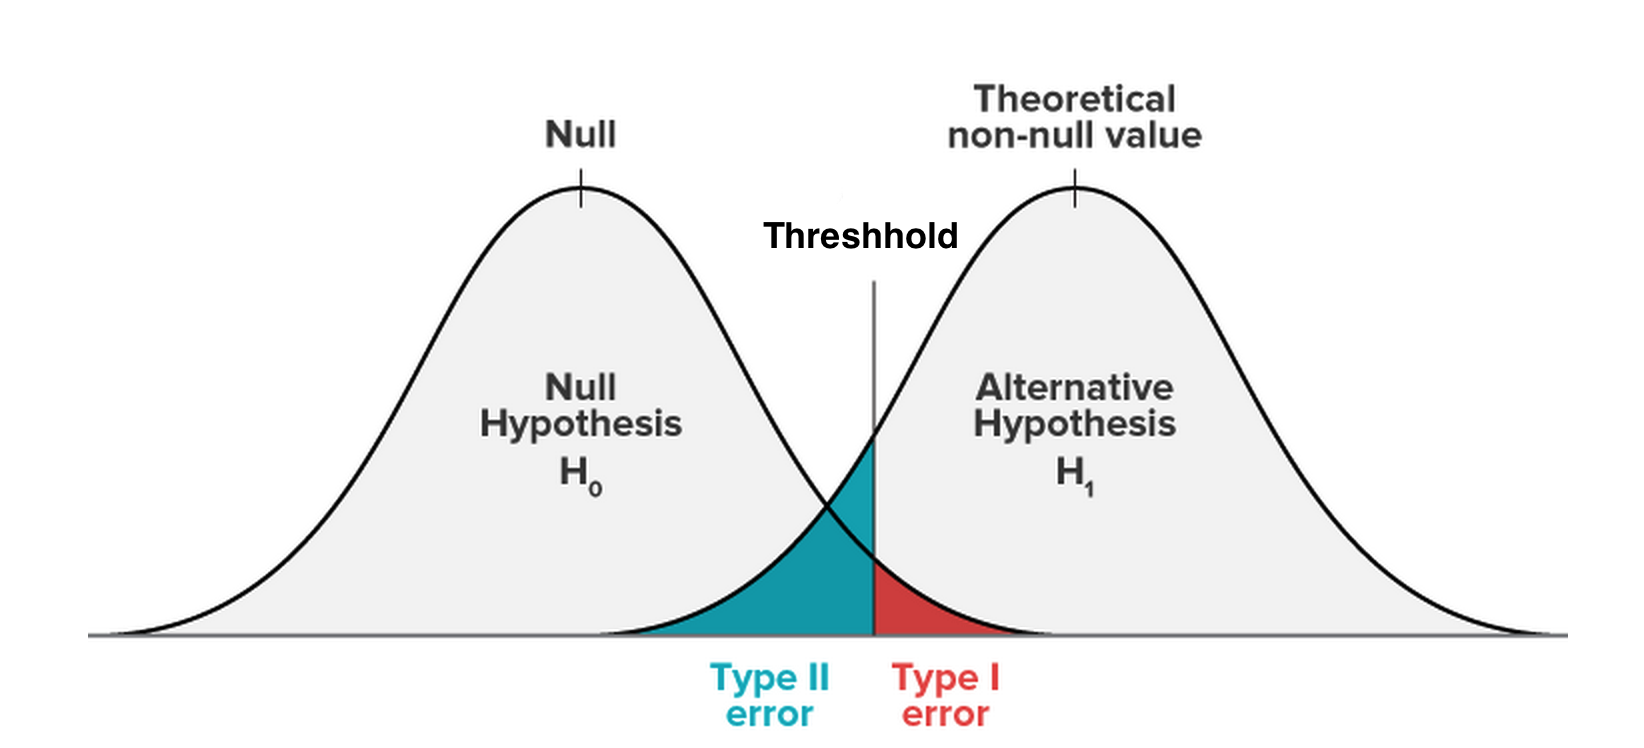 Null
Theoretical
non-null value
Threshhold
Null
Hypothesis
H₀
Alternative
Hypothesis
H₁
Type II
error
Type I
error